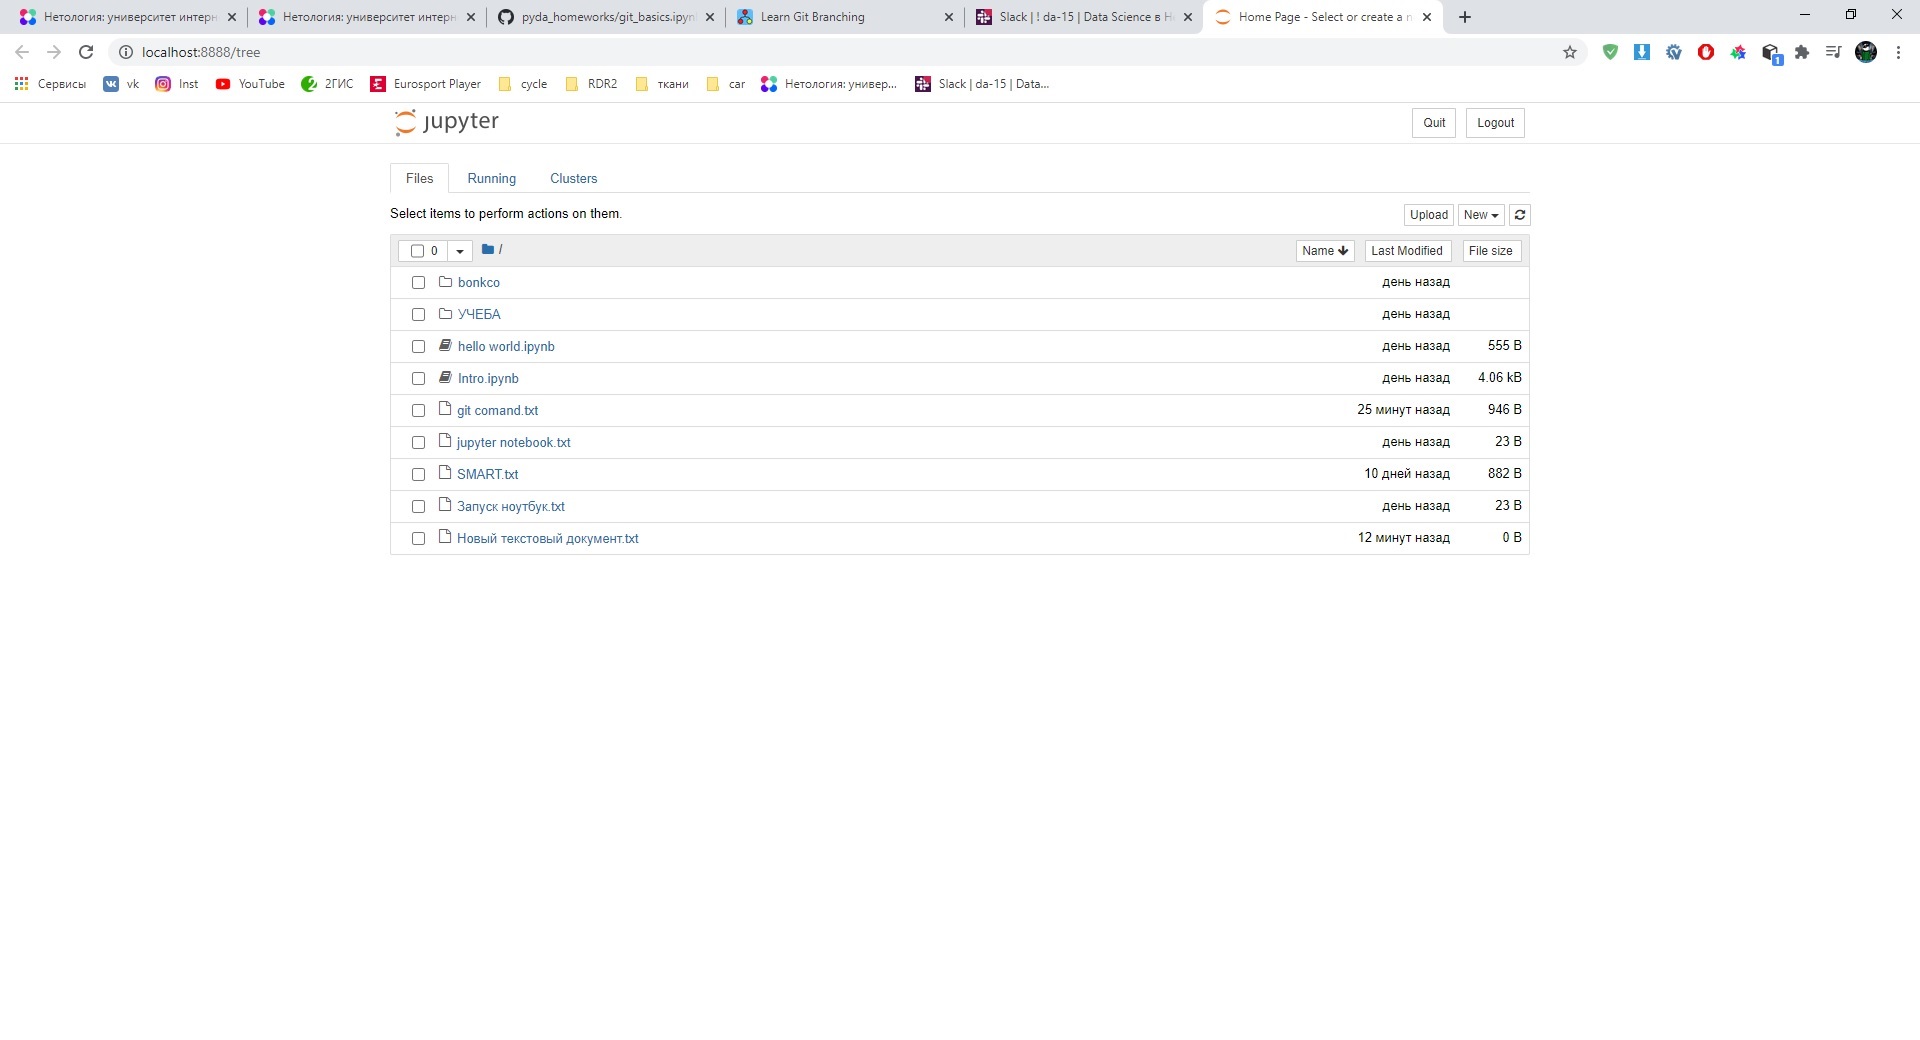 Нетология: университет интерн
Нетология: университет интерн
pyda_homeworks/git_basics.ipyn
Learn Git Branching
Slack | ! da-15 | Data Science в Н
Home Page - Select or create a n
localhost:8888/tree
1
Сервисы
vk
Inst
YouTube
2ГИС
Eurosport Player
cycle
RDR2
ткани
car
Нетология: универ...
Slack | da-15 | Data...
jupyter
Quit
Logout
Files
Running
Clusters
Select items to perform actions on them.
Upload
New
0
/
Name
Last Modified
File size
bonkco день назад
УЧЕБА день назад
hello world.ipynb день назад 555 B
Intro.ipynb день назад 4.06 kB
git comand.txt 25 минут назад 946 B
jupyter notebook.txt день назад 23 B
SMART.txt 10 дней назад 882 B
Запуск ноутбук.txt день назад 23 B
Новый текстовый документ.txt 12 минут назад 0 B